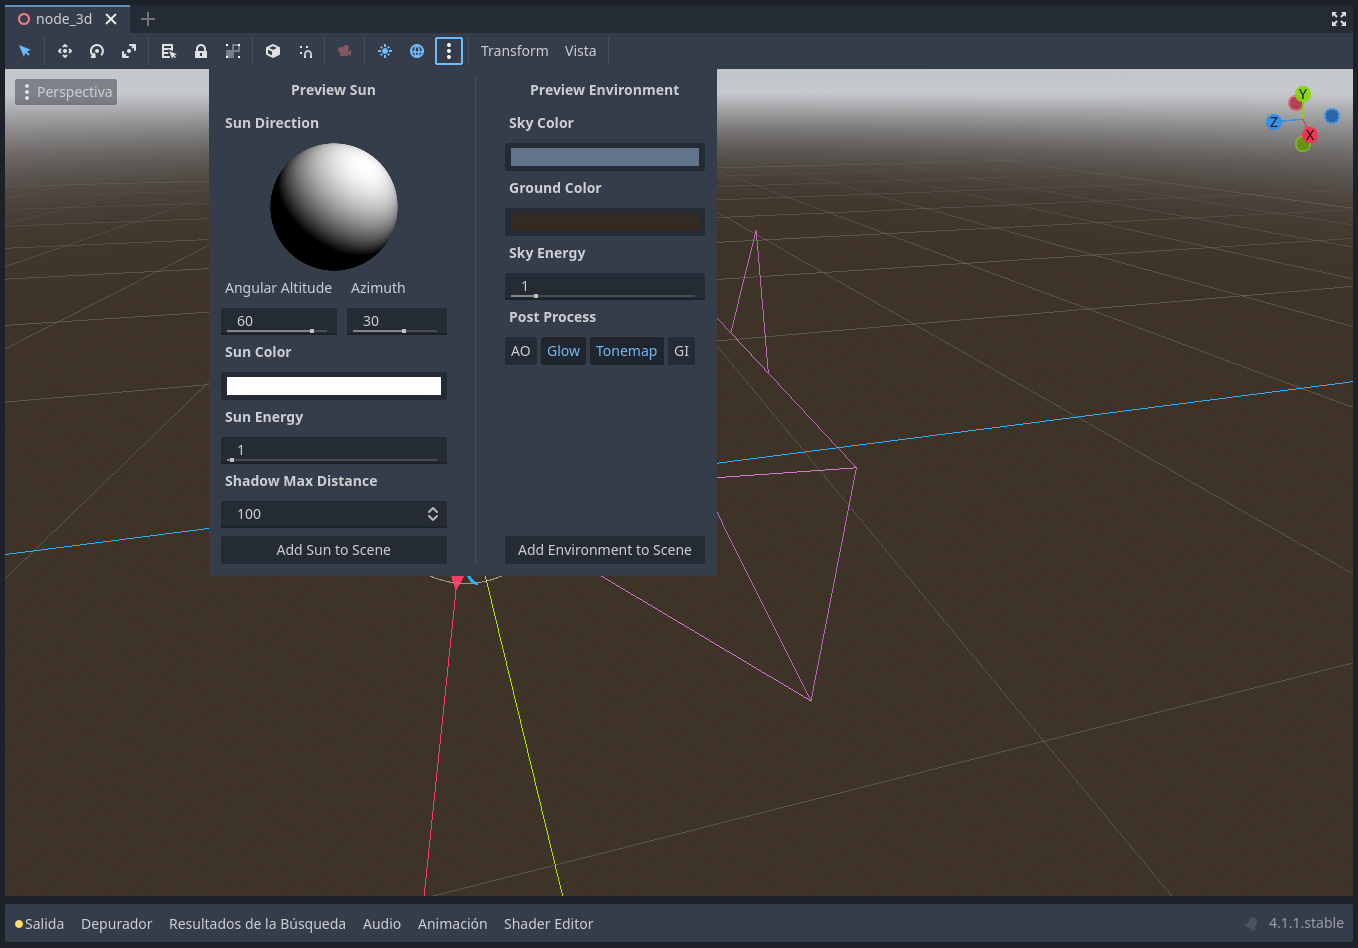 node_3d
Transform Vista
Perspectiva
Y
Z
X
Preview Sun
Sun Direction
Angular Altitude Azimuth
60 30
Sun Color
Sun Energy
1
Shadow Max Distance
100
Add Sun to Scene
Preview Environment
Sky Color
Ground Color
Sky Energy
1
Post Process
AO Glow Tonemap GI
Add Environment to Scene
Salida Depurador Resultados de la Búsqueda Audio Animación Shader Editor 4.1.1.stable